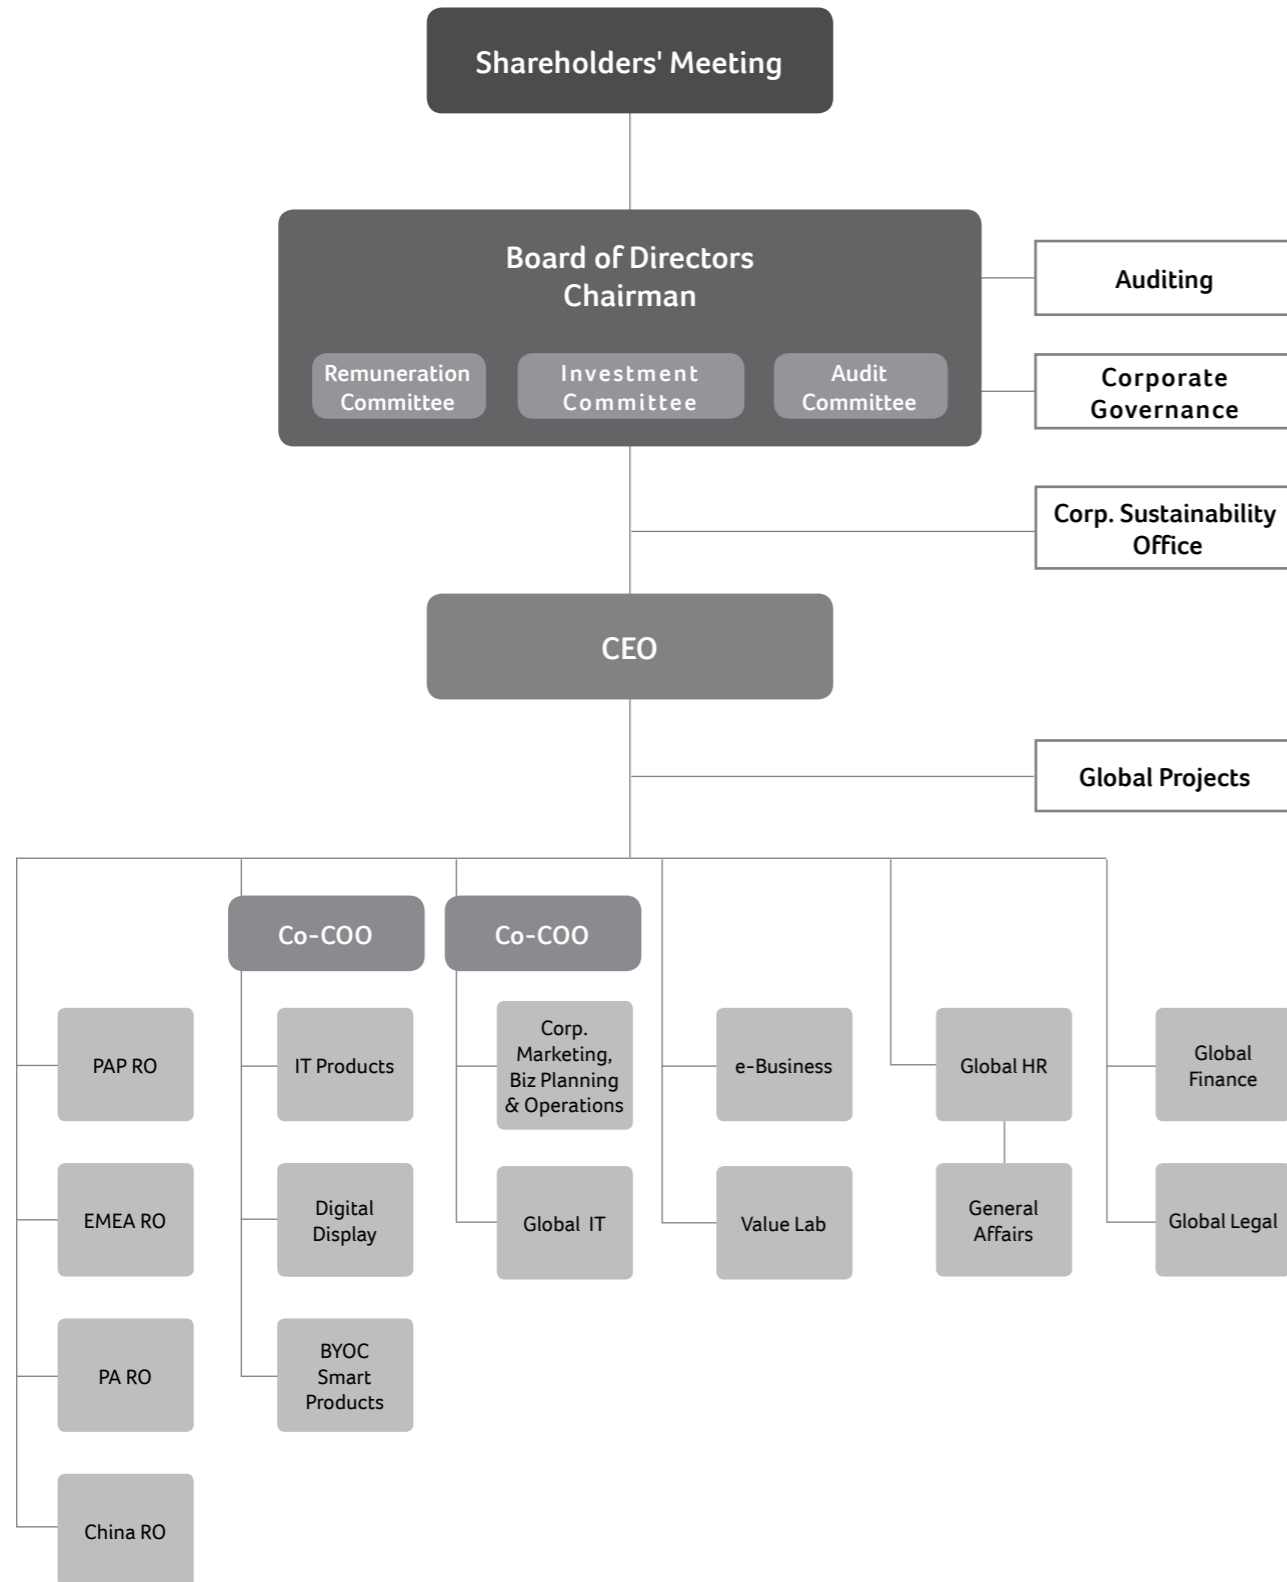 Shareholders' Meeting
Board of Directors
Chairman
Auditing
Remuneration
Committee
Investment
Committee
Audit
Committee
Corporate
Governance
Corp. Sustainability
Office
CEO
Global Projects
Co-COO
Co-COO
PAP RO
IT Products
Corp.
Marketing,
Biz Planning
& Operations
e-Business
Global HR
Global
Finance
EMEA RO
Digital
Display
Global IT
Value Lab
General
Affairs
Global Legal
PA RO
BYOC
Smart
Products
China RO